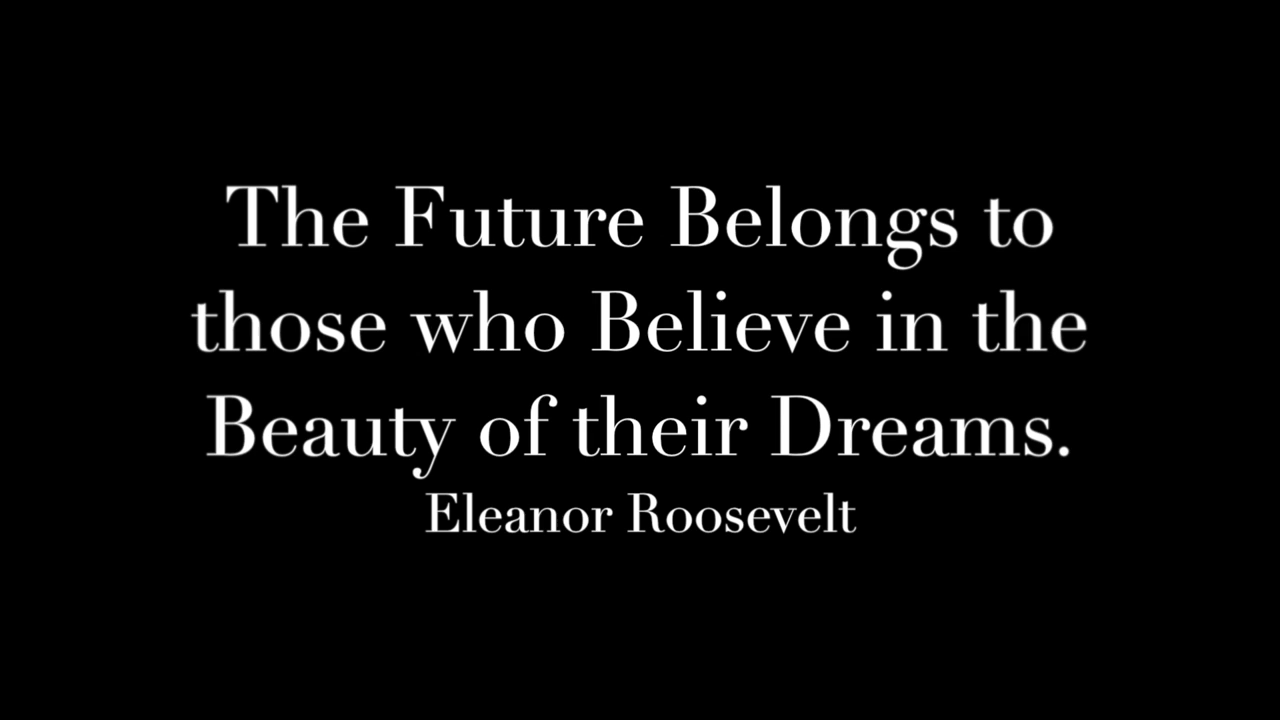 The Future Belongs to
those who Believe in the
Beauty of their Dreams.
Eleanor Roosevelt